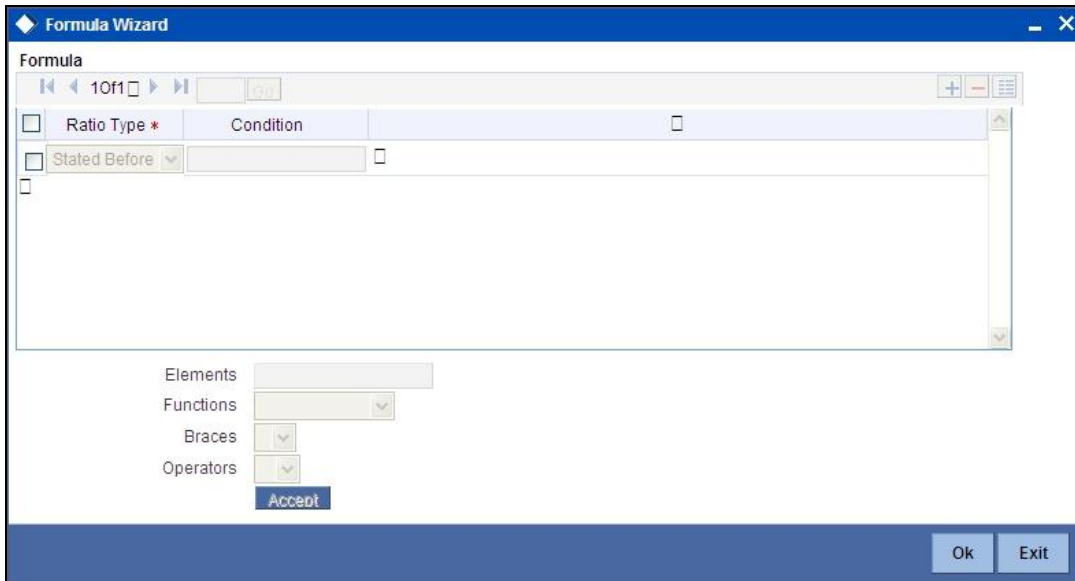 Formula Wizard
Formula
1Of1 Go
Ratio Type * Condition
Stated Before
Elements
Functions
Braces
Operators
Accept
Ok Exit